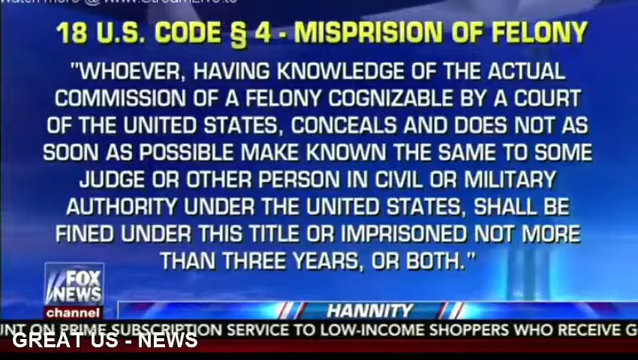 18 U.S. CODE § 4 - MISPRISION OF FELONY
"WHOEVER, HAVING KNOWLEDGE OF THE ACTUAL
COMMISSION OF A FELONY COGNIZABLE BY A COURT
OF THE UNITED STATES, CONCEALS AND DOES NOT AS
SOON AS POSSIBLE MAKE KNOWN THE SAME TO SOME
JUDGE OR OTHER PERSON IN CIVIL OR MILITARY
AUTHORITY UNDER THE UNITED STATES, SHALL BE
FINED UNDER THIS TITLE OR IMPRISONED NOT MORE
THAN THREE YEARS, OR BOTH."
FOX
NEWS
channel
HANNITY
UNT ON PRIME SUBSCRIPTION SERVICE TO LOW-INCOME SHOPPERS WHO RECEIVE G
GREAT US - NEWS